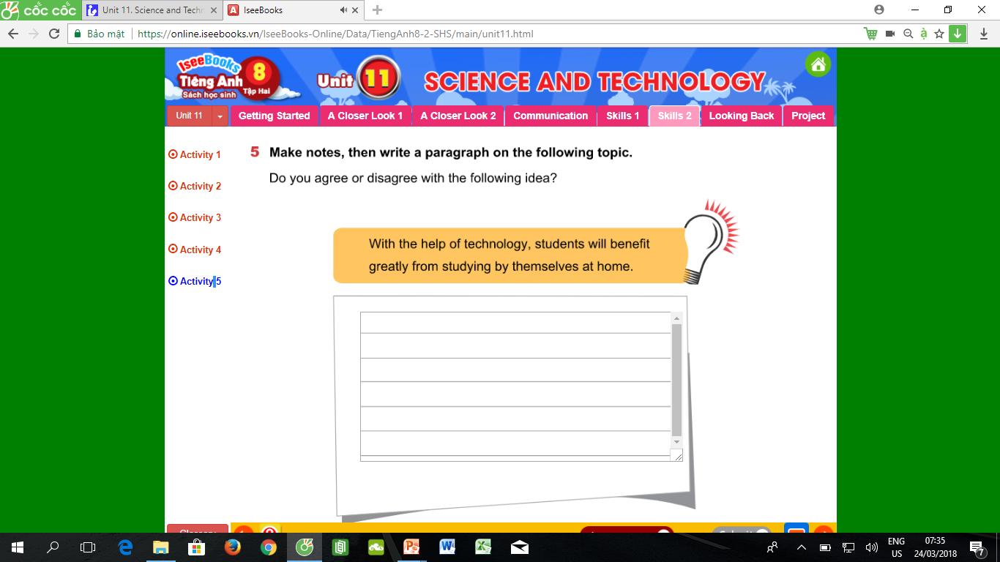 cốc cốc
Unit 11. Science and Techn
IseeBooks
Bảo mật
https://online.iseebooks.vn/IseeBooks-Online/Data/TiengAnh8-2-SHS/main/unit11.html
IseeBooks
Tiếng Anh 8
Sách học sinh Tập Hai
Unit 11 SCIENCE AND TECHNOLOGY
Unit 11
Getting Started
A Closer Look 1
A Closer Look 2
Communication
Skills 1
Skills 2
Looking Back
Project
Activity 1
Activity 2
Activity 3
Activity 4
Activity 5
5 Make notes, then write a paragraph on the following topic.
Do you agree or disagree with the following idea?
With the help of technology, students will benefit
greatly from studying by themselves at home.
ENG
US
07:35
24/03/2018
7